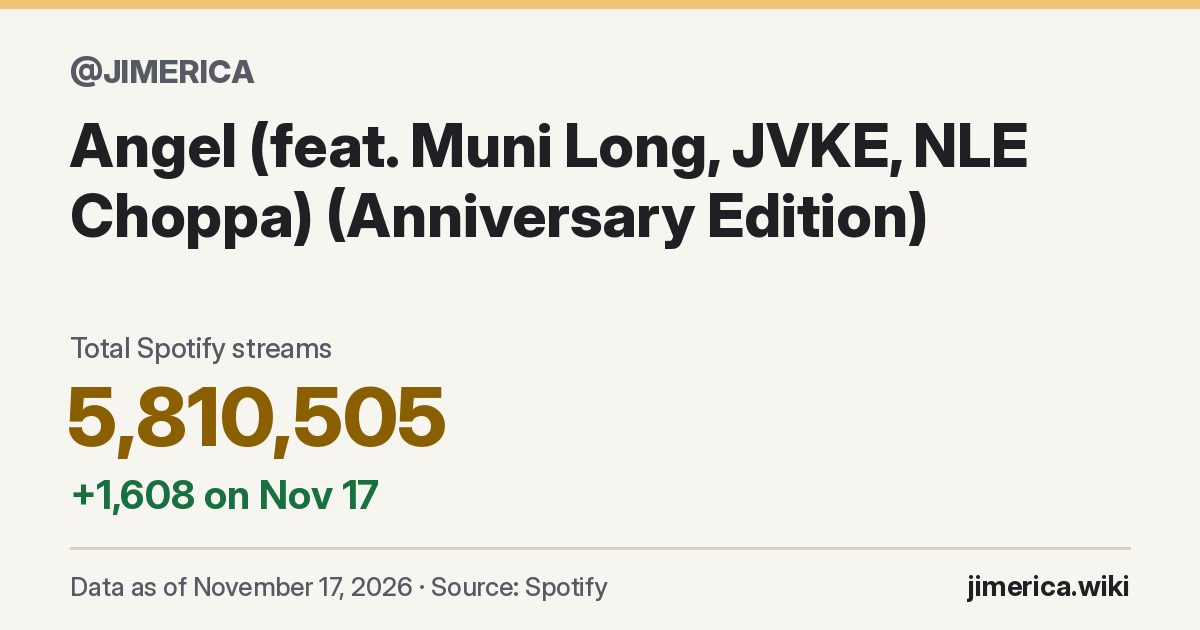 @JIMERICA
Angel (feat. Muni Long, JVKE, NLE
Choppa) (Anniversary Edition)
Total Spotify streams
5,810,505
+1,608 on Nov 17
Data as of November 17, 2026 · Source: Spotify
jimerica.wiki